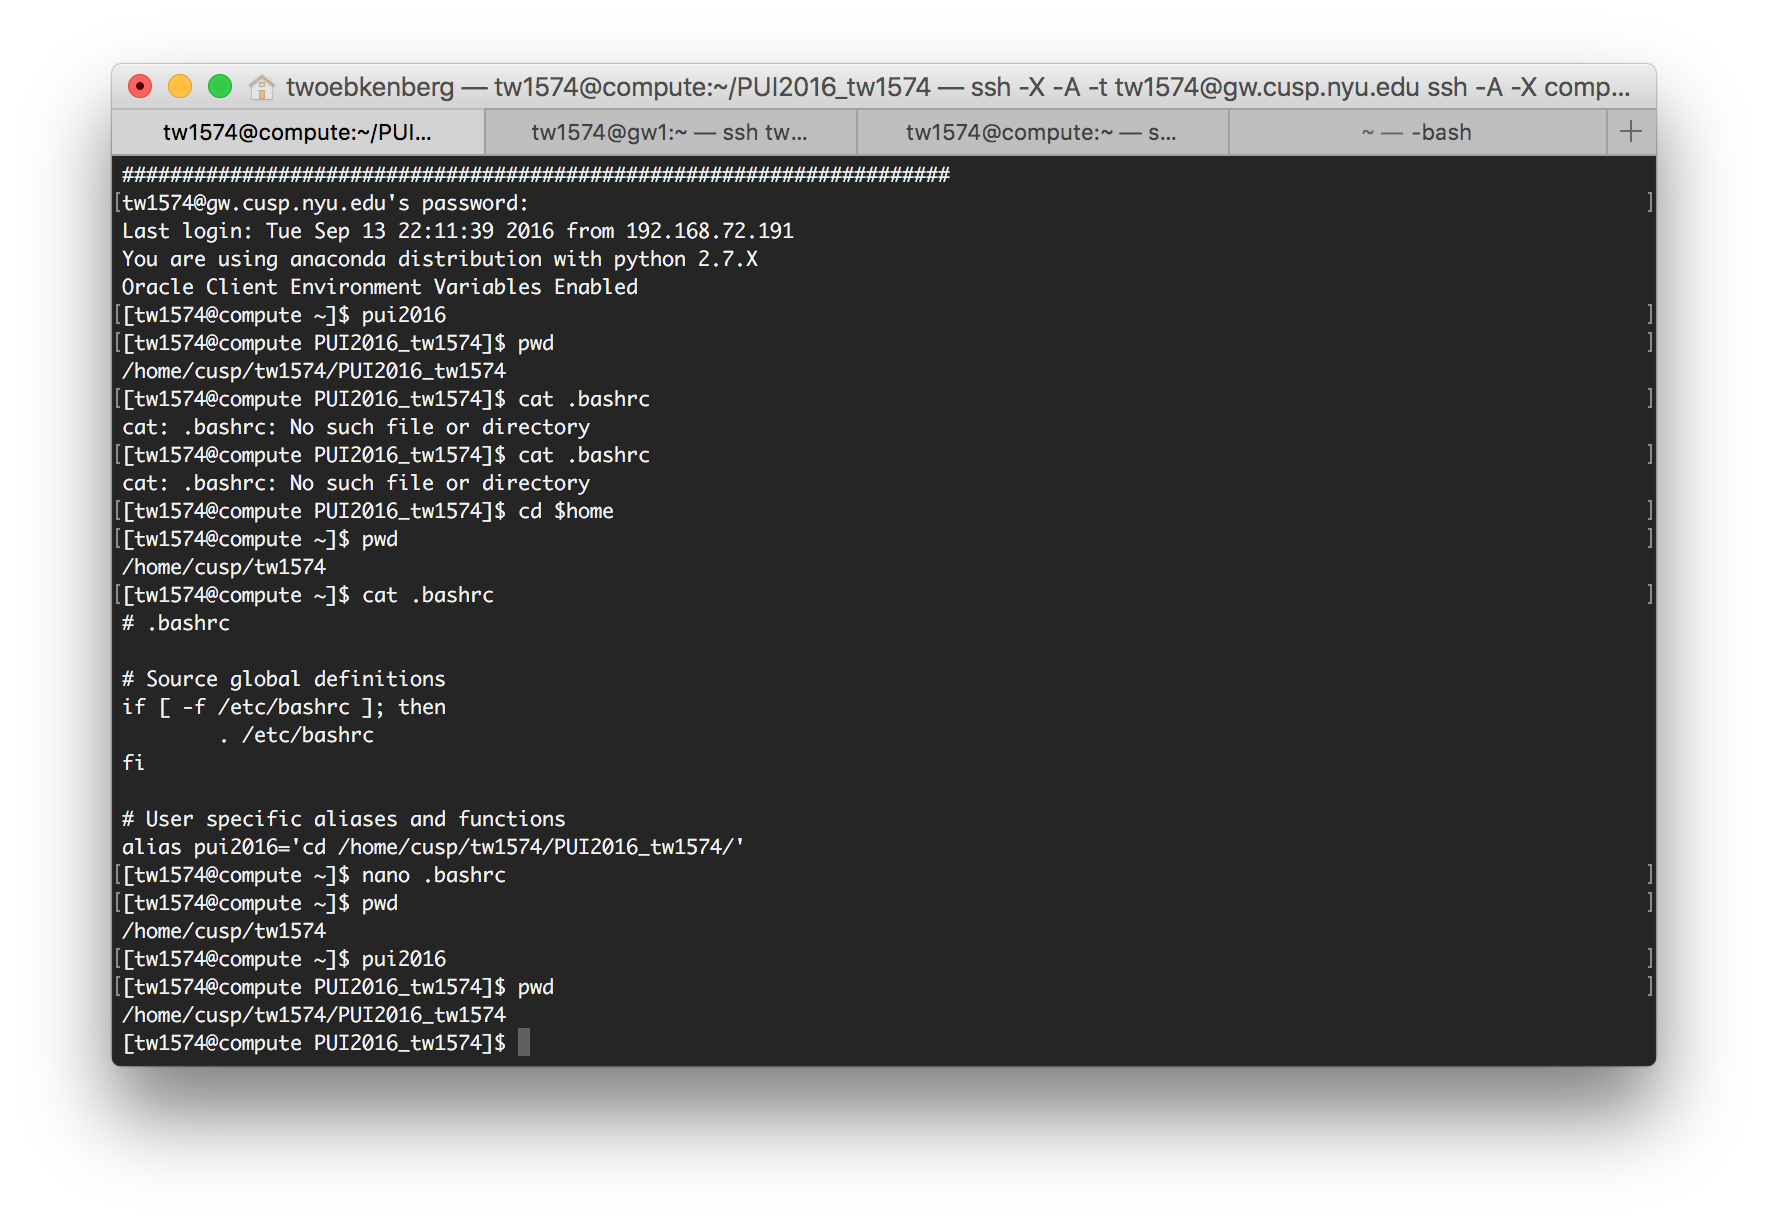 twoebkenberg — tw1574@compute:~/PUI2016_tw1574 — ssh -X -A -t tw1574@gw.cusp.nyu.edu ssh -A -X comp...
tw1574@compute:~/PUI... tw1574@gw1:~ — ssh tw... tw1574@compute:~ — s... ~ — -bash +
#####################################################################
[tw1574@gw.cusp.nyu.edu's password: ]
Last login: Tue Sep 13 22:11:39 2016 from 192.168.72.191
You are using anaconda distribution with python 2.7.X
Oracle Client Environment Variables Enabled
[[tw1574@compute ~]$ pui2016 ]
[[tw1574@compute PUI2016_tw1574]$ pwd ]
/home/cusp/tw1574/PUI2016_tw1574
[[tw1574@compute PUI2016_tw1574]$ cat .bashrc ]
cat: .bashrc: No such file or directory
[[tw1574@compute PUI2016_tw1574]$ cat .bashrc ]
cat: .bashrc: No such file or directory
[[tw1574@compute PUI2016_tw1574]$ cd $home ]
[[tw1574@compute ~]$ pwd ]
/home/cusp/tw1574
[[tw1574@compute ~]$ cat .bashrc ]
# .bashrc
# Source global definitions
if [ -f /etc/bashrc ]; then
        . /etc/bashrc
fi
# User specific aliases and functions
alias pui2016='cd /home/cusp/tw1574/PUI2016_tw1574/'
[[tw1574@compute ~]$ nano .bashrc ]
[[tw1574@compute ~]$ pwd ]
/home/cusp/tw1574
[[tw1574@compute ~]$ pui2016 ]
[[tw1574@compute PUI2016_tw1574]$ pwd ]
/home/cusp/tw1574/PUI2016_tw1574
[tw1574@compute PUI2016_tw1574]$